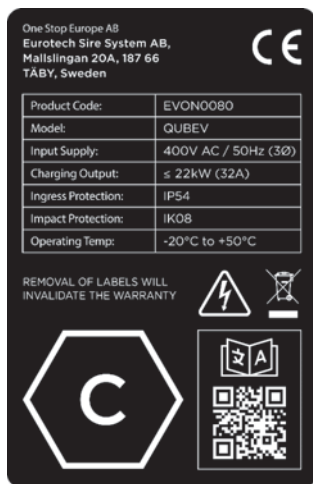 One Stop Europe AB
Eurotech Sire System AB,
Mallslingan 20A, 187 66
TÄBY, Sweden
CE
Product Code: EVON0080
Model: QUBEV
Input Supply: 400V AC / 50Hz (3Ø)
Charging Output: ≤ 22kW (32A)
Ingress Protection: IP54
Impact Protection: IK08
Operating Temp: -20°C to +50°C
REMOVAL OF LABELS WILL
INVALIDATE THE WARRANTY
C
文 A